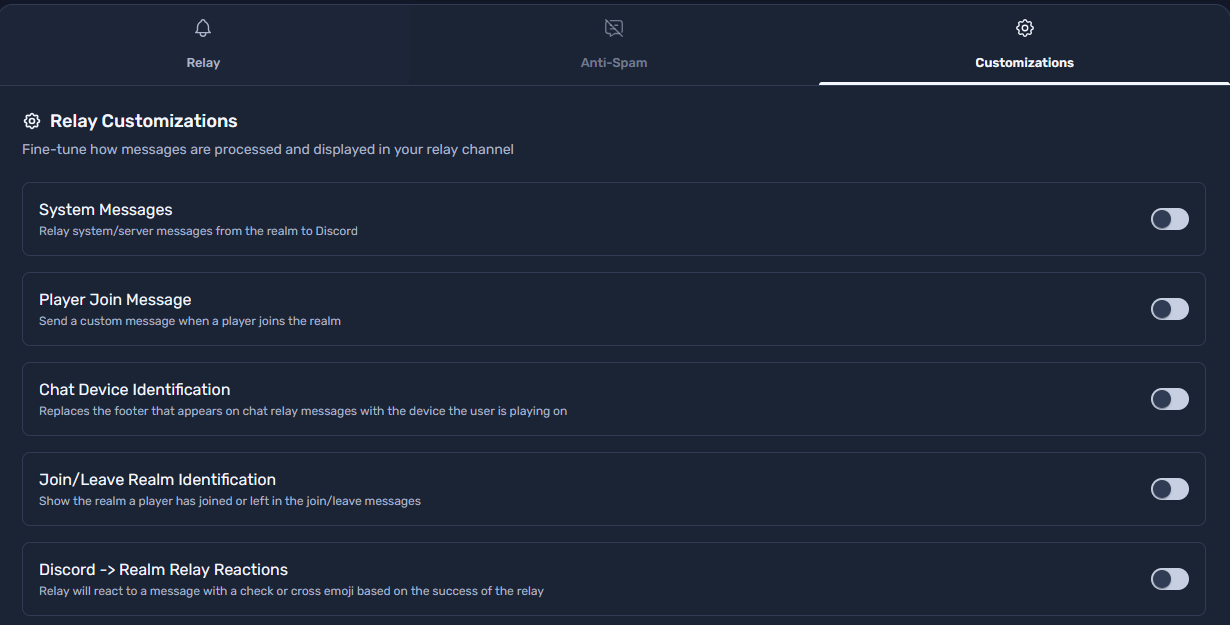 Relay
Anti-Spam
Customizations
Relay Customizations
Fine-tune how messages are processed and displayed in your relay channel
System Messages
Relay system/server messages from the realm to Discord
Player Join Message
Send a custom message when a player joins the realm
Chat Device Identification
Replaces the footer that appears on chat relay messages with the device the user is playing on
Join/Leave Realm Identification
Show the realm a player has joined or left in the join/leave messages
Discord -> Realm Relay Reactions
Relay will react to a message with a check or cross emoji based on the success of the relay